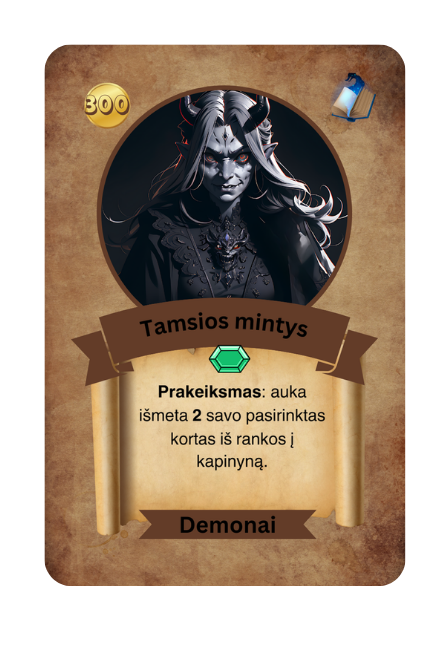 300
Tamsios mintys
Prakeiksmas: auka
išmeta 2 savo pasirinktas
kortas iš rankos į
kapinyną.
Demonai